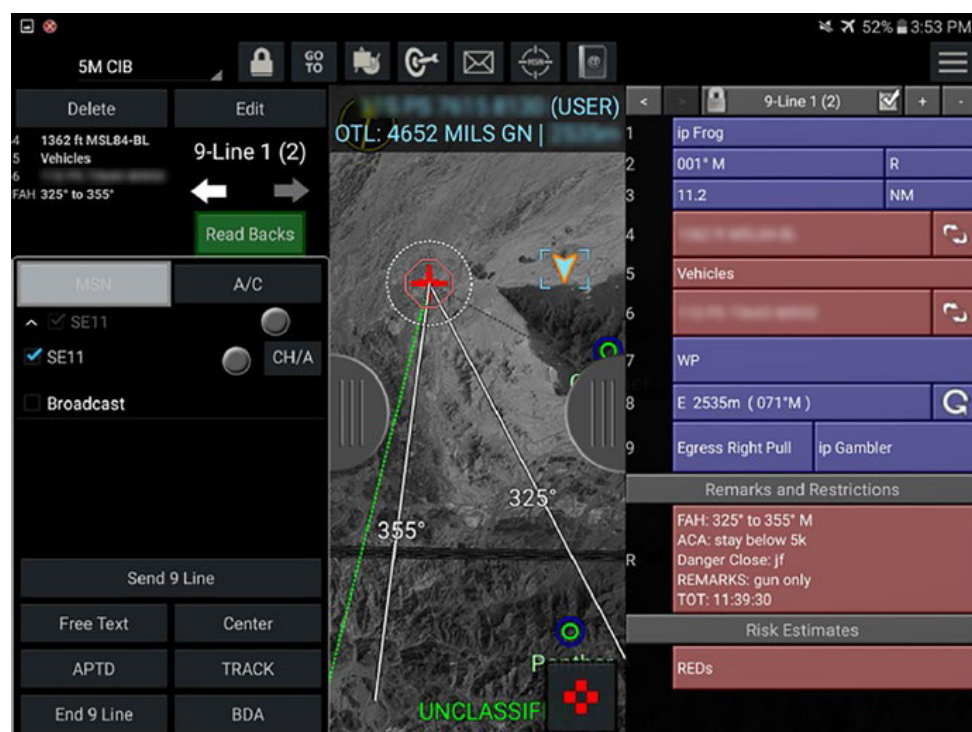 52% 3:53 PM
5M CIB
GO TO
MSN
@
Delete
Edit
4 1362 ft MSL84-BL
5 Vehicles
6
FAH 325° to 355°
9-Line 1 (2)
Read Backs
MSN
A/C
SE11
SE11
CH/A
Broadcast
Send 9 Line
Free Text
Center
APTD
TRACK
End 9 Line
BDA
(USER)
OTL: 4652 MILS GN |
325°
355°
UNCLASSIF
< > 9-Line 1 (2) + -
1 ip Frog
2 001° M R
3 11.2 NM
4
5 Vehicles
6
7 WP
8 E 2535m ( 071°M )
9 Egress Right Pull ip Gambler
Remarks and Restrictions
R
FAH: 325° to 355° M
ACA: stay below 5k
Danger Close: jf
REMARKS: gun only
TOT: 11:39:30
Risk Estimates
REDs